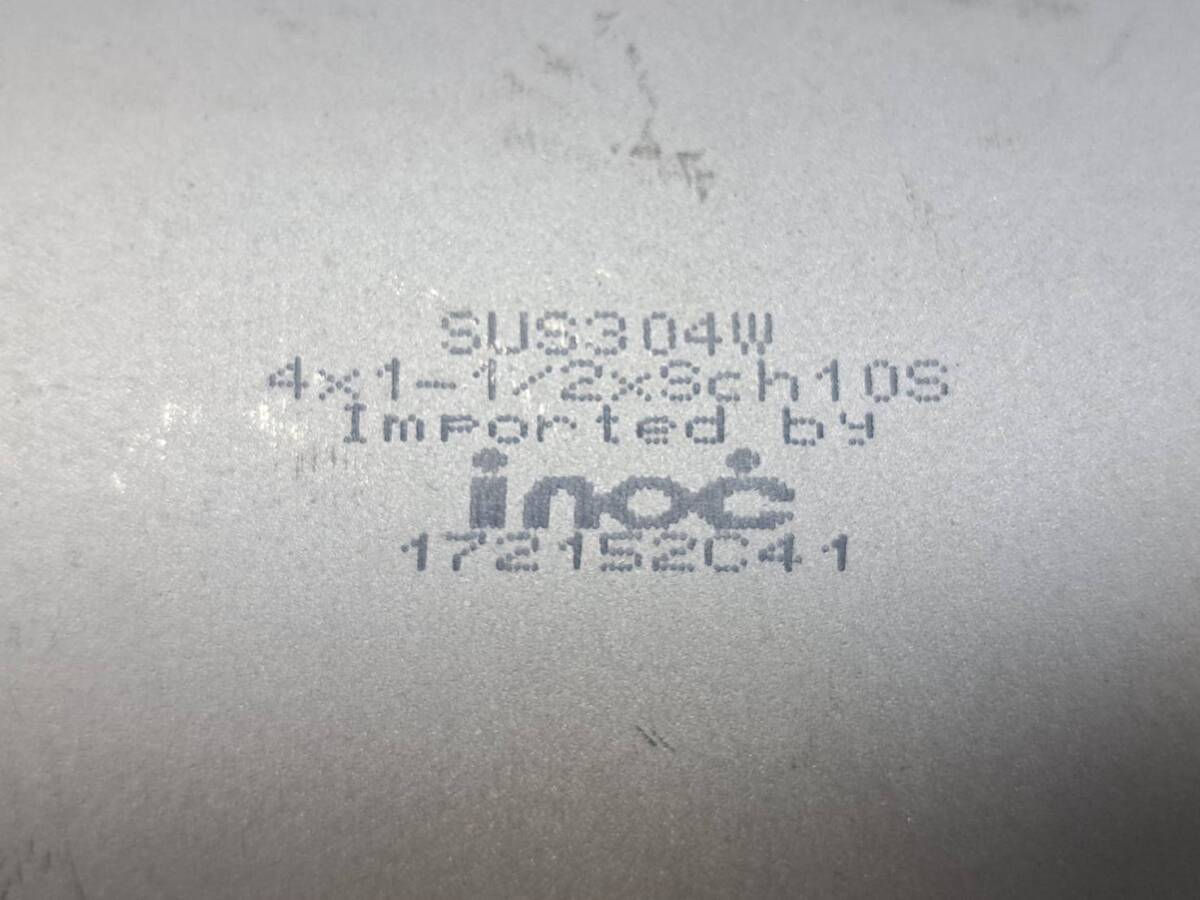 SUS304W
4x1-1/2xSch10S
Imported by
inoc
172152C41